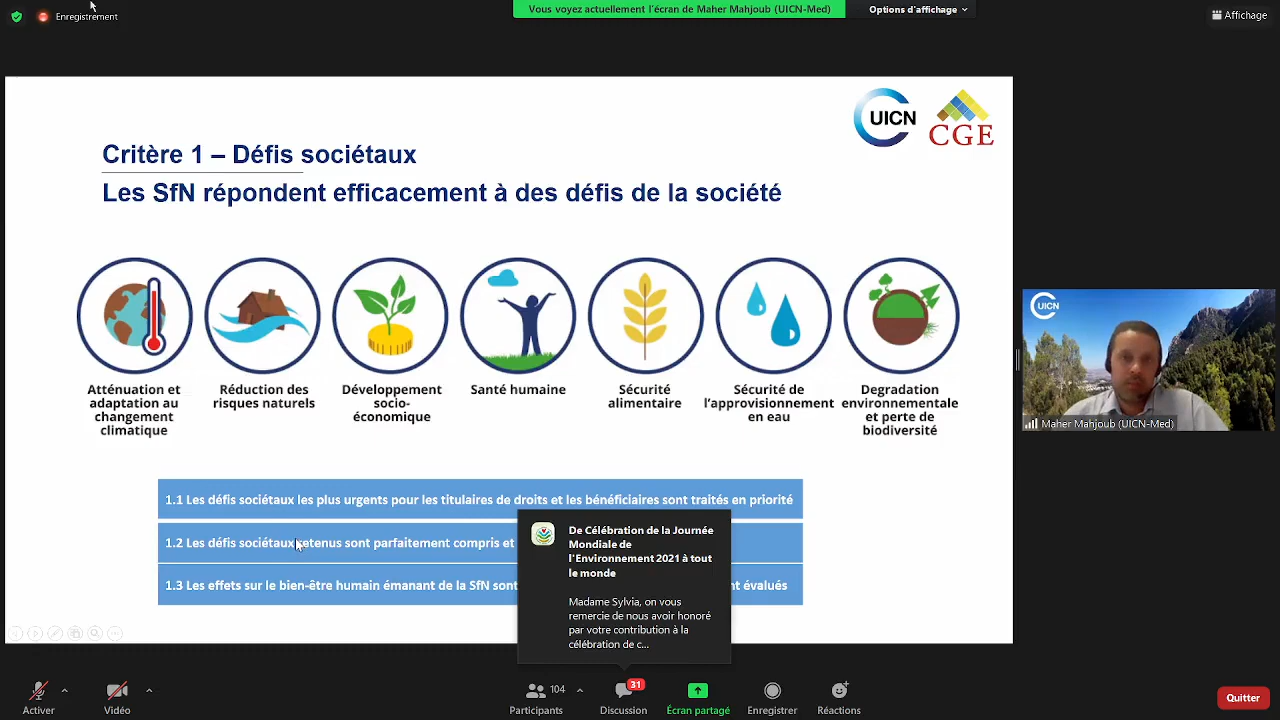 Enregistrement
Vous voyez actuellement l'écran de Maher Mahjoub (UICN-Med)
Options d'affichage
Affichage
UICN
CGE
Critère 1 – Défis sociétaux
Les SfN répondent efficacement à des défis de la société
Atténuation et
adaptation au
changement
climatique
Réduction des
risques naturels
Développement
socio-
économique
Santé humaine
Sécurité
alimentaire
Sécurité de
l'approvisionnement
en eau
Degradation
environnementale
et perte de
biodiversité
1.1 Les défis sociétaux les plus urgents pour les titulaires de droits et les bénéficiaires sont traités en priorité
1.2 Les défis sociétaux retenus sont parfaitement compris et
1.3 Les effets sur le bien-être humain émanant de la SfN sont
nt évalués
De Célébration de la Journée
Mondiale de
l'Environnement 2021 à tout
le monde
Madame Sylvia, on vous
remercie de nous avoir honoré
par votre contribution à la
célébration de c...
UICN
Maher Mahjoub (UICN-Med)
Activer
Vidéo
104
Participants
31
Discussion
Écran partagé
Enregistrer
Réactions
Quitter